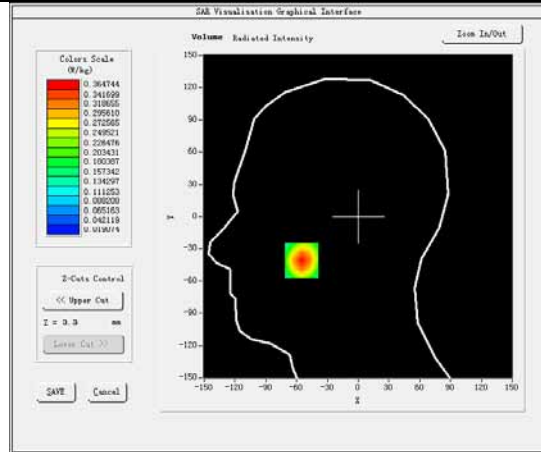 SAR Visualisation Graphical Interface
Volume Radiated Intensity
Zoom In/Out
Colors Scale
(W/kg)
0.364744
0.341699
0.318655
0.295610
0.272565
0.249521
0.226476
0.203431
0.180387
0.157342
0.134297
0.111253
0.088208
0.065163
0.042119
0.019074
Z-Cuts Control
<< Upper Cut
Z = 3.3 mm
Lower Cut >>
SAVE
Cancel
150
120
90
60
30
0
-30
-60
-90
-120
-150
Y
-150 -120 -90 -60 -30 0 30 60 90 120 150
X